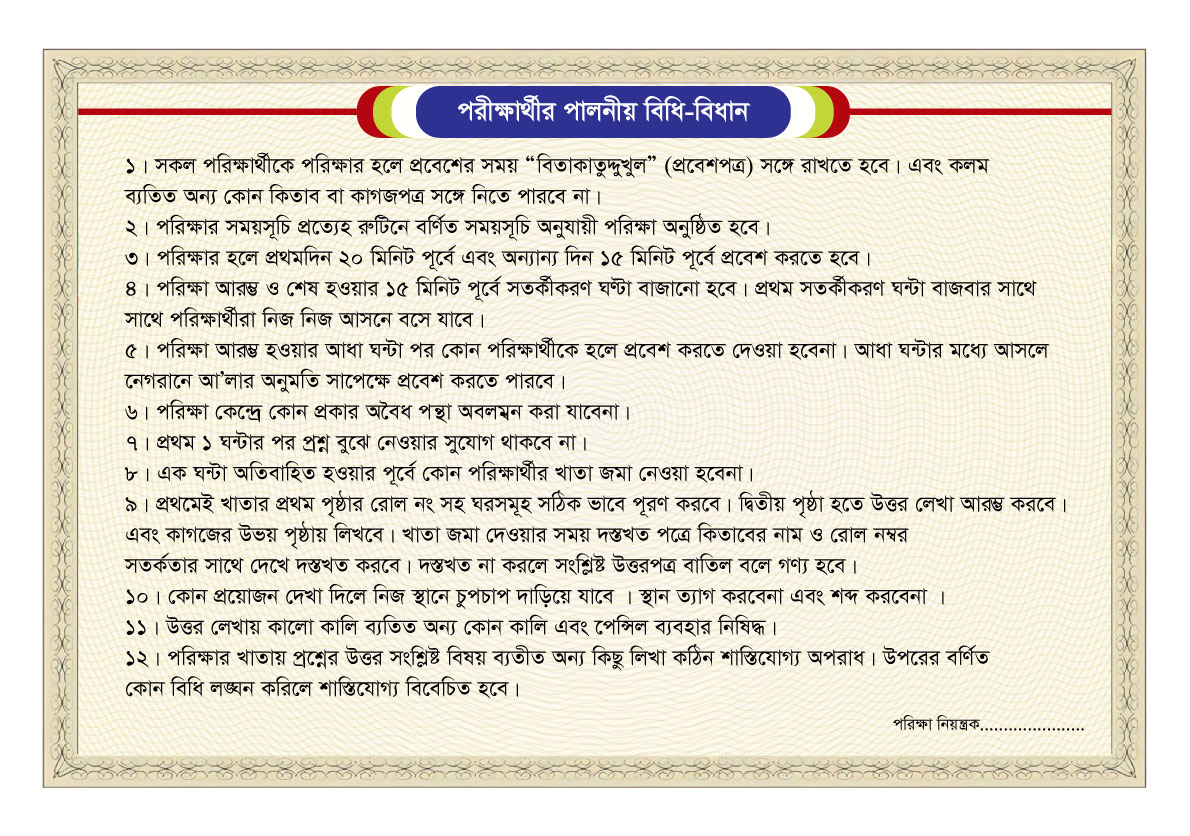 পরীক্ষার্থীর পালনীয় বিধি-বিধান
১। সকল পরিক্ষার্থীকে পরিক্ষার হলে প্রবেশের সময় “বিতাকাতুদ্দুখুল” (প্রবেশপত্র) সঙ্গে রাখতে হবে। এবং কলম
ব্যতিত অন্য কোন কিতাব বা কাগজপত্র সঙ্গে নিতে পারবে না।
২। পরিক্ষার সময়সূচি প্রত্যেহ রুটিনে বর্ণিত সময়সূচি অনুযায়ী পরিক্ষা অনুষ্ঠিত হবে।
৩। পরিক্ষার হলে প্রথমদিন ২০ মিনিট পূর্বে এবং অন্যান্য দিন ১৫ মিনিট পূর্বে প্রবেশ করতে হবে।
৪। পরিক্ষা আরম্ভ ও শেষ হওয়ার ১৫ মিনিট পূর্বে সতর্কীকরণ ঘণ্টা বাজানো হবে। প্রথম সতর্কীকরণ ঘন্টা বাজবার সাথে
সাথে পরিক্ষার্থীরা নিজ নিজ আসনে বসে যাবে।
৫। পরিক্ষা আরম্ভ হওয়ার আধা ঘন্টা পর কোন পরিক্ষার্থীকে হলে প্রবেশ করতে দেওয়া হবেনা। আধা ঘন্টার মধ্যে আসলে
নেগরানে আ’লার অনুমতি সাপেক্ষে প্রবেশ করতে পারবে।
৬। পরিক্ষা কেন্দ্রে কোন প্রকার অবৈধ পন্থা অবলম্বন করা যাবেনা।
৭। প্রথম ১ ঘন্টার পর প্রশ্ন বুঝে নেওয়ার সুযোগ থাকবে না।
৮। এক ঘন্টা অতিবাহিত হওয়ার পূর্বে কোন পরিক্ষার্থীর খাতা জমা নেওয়া হবেনা।
৯। প্রথমেই খাতার প্রথম পৃষ্ঠার রোল নং সহ ঘরসমূহ সঠিক ভাবে পূরণ করবে। দ্বিতীয় পৃষ্ঠা হতে উত্তর লেখা আরম্ভ করবে।
এবং কাগজের উভয় পৃষ্ঠায় লিখবে। খাতা জমা দেওয়ার সময় দস্তখত পত্রে কিতাবের নাম ও রোল নম্বর
সতর্কতার সাথে দেখে দস্তখত করবে। দস্তখত না করলে সংশ্লিষ্ট উত্তরপত্র বাতিল বলে গণ্য হবে।
১০। কোন প্রয়োজন দেখা দিলে নিজ স্থানে চুপচাপ দাড়িয়ে যাবে । স্থান ত্যাগ করবেনা এবং শব্দ করবেনা ।
১১। উত্তর লেখায় কালো কালি ব্যতিত অন্য কোন কালি এবং পেন্সিল ব্যবহার নিষিদ্ধ।
১২। পরিক্ষার খাতায় প্রশ্নের উত্তর সংশ্লিষ্ট বিষয় ব্যতীত অন্য কিছু লিখা কঠিন শাস্তিযোগ্য অপরাধ। উপরের বর্ণিত
কোন বিধি লঙ্ঘন করিলে শাস্তিযোগ্য বিবেচিত হবে।
পরিক্ষা নিয়ন্ত্রক......................